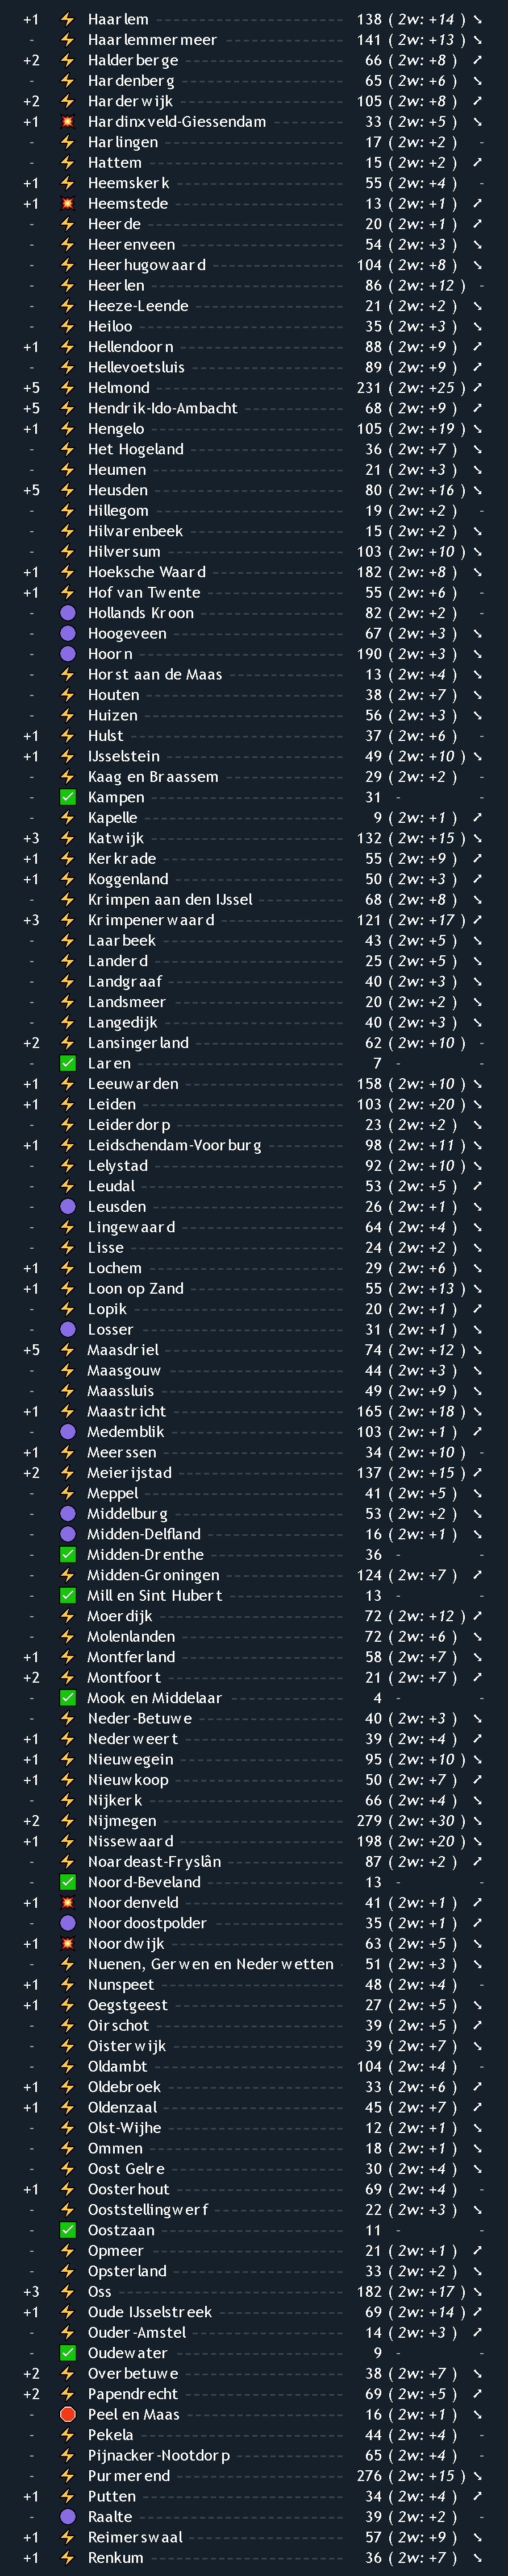 +1 ⚡ Haarlem 138 ( 2w: +14 ) ↘
- ⚡ Haarlemmermeer 141 ( 2w: +13 ) ↘
+2 ⚡ Halderberge 66 ( 2w: +8 ) ↗
- ⚡ Hardenberg 65 ( 2w: +6 ) ↘
+2 ⚡ Harderwijk 105 ( 2w: +8 ) ↗
+1 💥 Hardinxveld-Giessendam 33 ( 2w: +5 ) ↘
- ⚡ Harlingen 17 ( 2w: +2 ) -
- ⚡ Hattem 15 ( 2w: +2 ) ↗
+1 ⚡ Heemskerk 55 ( 2w: +4 ) -
+1 💥 Heemstede 13 ( 2w: +1 ) ↗
- ⚡ Heerde 20 ( 2w: +1 ) ↗
- ⚡ Heerenveen 54 ( 2w: +3 ) ↘
- ⚡ Heerhugowaard 104 ( 2w: +8 ) ↘
- ⚡ Heerlen 86 ( 2w: +12 ) -
- ⚡ Heeze-Leende 21 ( 2w: +2 ) ↘
- ⚡ Heiloo 35 ( 2w: +3 ) ↘
+1 ⚡ Hellendoorn 88 ( 2w: +9 ) ↗
- ⚡ Hellevoetsluis 89 ( 2w: +9 ) ↗
+5 ⚡ Helmond 231 ( 2w: +25 ) ↗
+5 ⚡ Hendrik-Ido-Ambacht 68 ( 2w: +9 ) ↗
+1 ⚡ Hengelo 105 ( 2w: +19 ) ↘
- ⚡ Het Hogeland 36 ( 2w: +7 ) ↘
- ⚡ Heumen 21 ( 2w: +3 ) ↘
+5 ⚡ Heusden 80 ( 2w: +16 ) ↘
- ⚡ Hillegom 19 ( 2w: +2 ) -
- ⚡ Hilvarenbeek 15 ( 2w: +2 ) ↘
- ⚡ Hilversum 103 ( 2w: +10 ) ↘
+1 ⚡ Hoeksche Waard 182 ( 2w: +8 ) ↘
+1 ⚡ Hof van Twente 55 ( 2w: +6 ) -
- 🟣 Hollands Kroon 82 ( 2w: +2 ) -
- 🟣 Hoogeveen 67 ( 2w: +3 ) ↘
- 🟣 Hoorn 190 ( 2w: +3 ) ↘
- ⚡ Horst aan de Maas 13 ( 2w: +4 ) ↘
- ⚡ Houten 38 ( 2w: +7 ) ↘
- ⚡ Huizen 56 ( 2w: +3 ) ↘
+1 ⚡ Hulst 37 ( 2w: +6 ) -
+1 ⚡ IJsselstein 49 ( 2w: +10 ) ↘
- ⚡ Kaag en Braassem 29 ( 2w: +2 ) -
- ✅ Kampen 31 - -
- ⚡ Kapelle 9 ( 2w: +1 ) ↗
+3 ⚡ Katwijk 132 ( 2w: +15 ) ↘
+1 ⚡ Kerkrade 55 ( 2w: +9 ) ↗
+1 ⚡ Koggenland 50 ( 2w: +3 ) ↗
- ⚡ Krimpen aan den IJssel 68 ( 2w: +8 ) ↘
+3 ⚡ Krimpenerwaard 121 ( 2w: +17 ) ↗
- ⚡ Laarbeek 43 ( 2w: +5 ) ↘
- ⚡ Landerd 25 ( 2w: +5 ) ↘
- ⚡ Landgraaf 40 ( 2w: +3 ) ↘
- ⚡ Landsmeer 20 ( 2w: +2 ) ↘
- ⚡ Langedijk 40 ( 2w: +3 ) ↘
+2 ⚡ Lansingerland 62 ( 2w: +10 ) -
- ✅ Laren 7 - -
+1 ⚡ Leeuwarden 158 ( 2w: +10 ) ↘
+1 ⚡ Leiden 103 ( 2w: +20 ) ↘
- ⚡ Leiderdorp 23 ( 2w: +2 ) ↘
+1 ⚡ Leidschendam-Voorburg 98 ( 2w: +11 ) ↘
- ⚡ Lelystad 92 ( 2w: +10 ) ↘
- ⚡ Leudal 53 ( 2w: +5 ) ↗
- 🟣 Leusden 26 ( 2w: +1 ) ↘
- ⚡ Lingewaard 64 ( 2w: +4 ) ↘
- ⚡ Lisse 24 ( 2w: +2 ) ↘
+1 ⚡ Lochem 29 ( 2w: +6 ) ↘
+1 ⚡ Loon op Zand 55 ( 2w: +13 ) ↘
- ⚡ Lopik 20 ( 2w: +1 ) ↗
- 🟣 Losser 31 ( 2w: +1 ) ↘
+5 ⚡ Maasdriel 74 ( 2w: +12 ) ↘
- ⚡ Maasgouw 44 ( 2w: +3 ) ↘
- ⚡ Maassluis 49 ( 2w: +9 ) ↘
+1 ⚡ Maastricht 165 ( 2w: +18 ) ↘
- 🟣 Medemblik 103 ( 2w: +1 ) ↗
+1 ⚡ Meerssen 34 ( 2w: +10 ) -
+2 ⚡ Meierijstad 137 ( 2w: +15 ) ↗
- ⚡ Meppel 41 ( 2w: +5 ) ↘
- 🟣 Middelburg 53 ( 2w: +2 ) ↘
- 🟣 Midden-Delfland 16 ( 2w: +1 ) ↘
- ✅ Midden-Drenthe 36 - -
- ⚡ Midden-Groningen 124 ( 2w: +7 ) ↗
- ✅ Mill en Sint Hubert 13 - -
- ⚡ Moerdijk 72 ( 2w: +12 ) ↗
- ⚡ Molenlanden 72 ( 2w: +6 ) ↘
+1 ⚡ Montferland 58 ( 2w: +7 ) ↘
+2 ⚡ Montfoort 21 ( 2w: +7 ) ↗
- ✅ Mook en Middelaar 4 - -
- ⚡ Neder-Betuwe 40 ( 2w: +3 ) ↘
+1 ⚡ Nederweert 39 ( 2w: +4 ) ↗
+1 ⚡ Nieuwegein 95 ( 2w: +10 ) ↘
+1 ⚡ Nieuwkoop 50 ( 2w: +7 ) ↗
- ⚡ Nijkerk 66 ( 2w: +4 ) ↘
+2 ⚡ Nijmegen 279 ( 2w: +30 ) ↘
+1 ⚡ Nissewaard 198 ( 2w: +20 ) ↘
- ⚡ Noardeast-Fryslân 87 ( 2w: +2 ) ↗
- ✅ Noord-Beveland 13 - -
+1 💥 Noordenveld 41 ( 2w: +1 ) ↗
- 🟣 Noordoostpolder 35 ( 2w: +1 ) ↗
+1 💥 Noordwijk 63 ( 2w: +5 ) ↘
- ⚡ Nuenen, Gerwen en Nederwetten 51 ( 2w: +3 ) ↘
+1 ⚡ Nunspeet 48 ( 2w: +4 ) -
+1 ⚡ Oegstgeest 27 ( 2w: +5 ) ↘
- ⚡ Oirschot 39 ( 2w: +5 ) ↗
- ⚡ Oisterwijk 39 ( 2w: +7 ) ↘
- ⚡ Oldambt 104 ( 2w: +4 ) -
+1 ⚡ Oldebroek 33 ( 2w: +6 ) ↗
+1 ⚡ Oldenzaal 45 ( 2w: +7 ) ↗
- ⚡ Olst-Wijhe 12 ( 2w: +1 ) ↘
- ⚡ Ommen 18 ( 2w: +1 ) ↘
- ⚡ Oost Gelre 30 ( 2w: +4 ) ↘
+1 ⚡ Oosterhout 69 ( 2w: +4 ) -
- ⚡ Ooststellingwerf 22 ( 2w: +3 ) ↘
- ✅ Oostzaan 11 - -
- ⚡ Opmeer 21 ( 2w: +1 ) ↗
- ⚡ Opsterland 33 ( 2w: +2 ) ↘
+3 ⚡ Oss 182 ( 2w: +17 ) ↘
+1 ⚡ Oude IJsselstreek 69 ( 2w: +14 ) ↗
- ⚡ Ouder-Amstel 14 ( 2w: +3 ) ↗
- ✅ Oudewater 9 - -
+2 ⚡ Overbetuwe 38 ( 2w: +7 ) ↘
+2 ⚡ Papendrecht 69 ( 2w: +5 ) ↗
- 🛑 Peel en Maas 16 ( 2w: +1 ) ↘
- ⚡ Pekela 44 ( 2w: +4 ) -
- ⚡ Pijnacker-Nootdorp 65 ( 2w: +4 ) -
- ⚡ Purmerend 276 ( 2w: +15 ) ↘
+1 ⚡ Putten 34 ( 2w: +4 ) ↗
- 🟣 Raalte 39 ( 2w: +2 ) -
+1 ⚡ Reimerswaal 57 ( 2w: +9 ) ↘
+1 ⚡ Renkum 36 ( 2w: +7 ) ↘